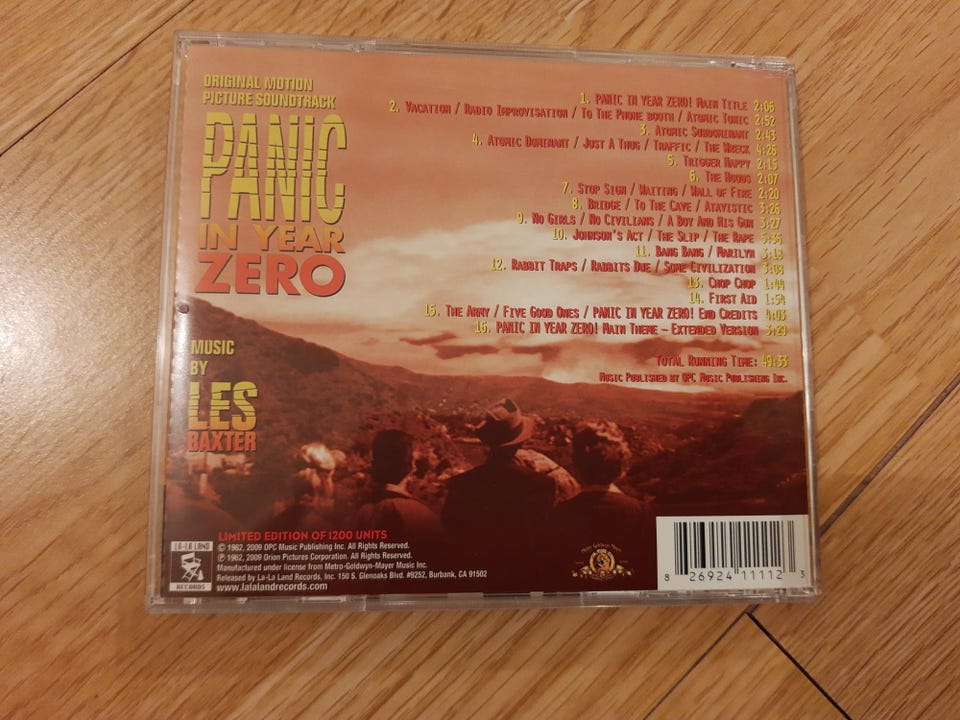 ORIGINAL MOTION
PICTURE SOUNDTRACK
PANIC
IN YEAR
ZERO
MUSIC
BY
LES
BAXTER
1. PANIC IN YEAR ZERO! Main Title 2:06
2. Vacation / Radio Improvisation / To The Phone booth / Atomic Tonic 2:52
3. Atomic Subdominant 2:43
4. Atomic Dominant / Just A Thug / Traffic / The Wreck 4:26
5. Trigger Happy 2:15
6. The Hoods 2:07
7. Stop Sign / Waiting / Wall of Fire 2:20
8. Bridge / To the Cave / Atavistic 3:26
9. No Girls / No Civilians / A Boy And His Gun 3:27
10. Johnson's Act / The Slip / The Rape 5:36
11. Bang Bang / Marilyn 3:18
12. Rabbit Traps / Rabbits Due / Some Civilization 3:08
13. Chop Chop 1:44
14. First Aid 1:54
15. The Army / Five Good Ones / PANIC IN YEAR ZERO! End Credits 4:03
16. PANIC IN YEAR ZERO! Main Theme – Extended Version 3:29
Total Running Time: 49:33
Music Published by OPC Music Publishing Inc.
LIMITED EDITION OF 1200 UNITS
© 1962, 2009 OPC Music Publishing Inc. All Rights Reserved.
℗ 1962, 2009 Orion Pictures Corporation. All Rights Reserved.
Manufactured under license from Metro-Goldwyn-Mayer Music Inc.
Released by La-La Land Records, Inc. 150 S. Glenoaks Blvd. #9252, Burbank, CA 91502
www.lalalandrecords.com
LA-LA LAND
RECORDS
8 26924 11112 3